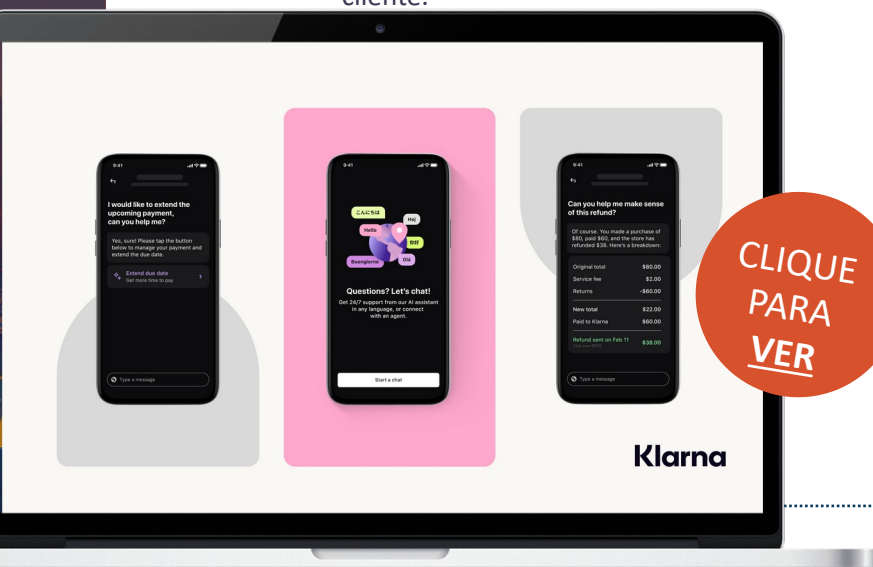 cliente.
9:41
I would like to extend the
upcoming payment,
can you help me?
Yes, sure! Please tap the button
below to manage your payment and
extend the due date.
Extend due date
Get more time to pay
Type a message
9:41
こんにちは
Hej
Hello
你好
Buongiorno
Olá
Questions? Let's chat!
Get 24/7 support from our AI assistant
in any language, or connect
with an agent.
Start a chat
9:41
Can you help me make sense
of this refund?
Of course. You made a purchase of
$80, paid $60, and the store has
refunded $38. Here's a breakdown:
Original total $80.00
Service fee $2.00
Returns -$60.00
New total $22.00
Paid to Klarna $60.00
Refund sent on Feb 11 $38.00
Type a message
Klarna
CLIQUE
PARA
VER